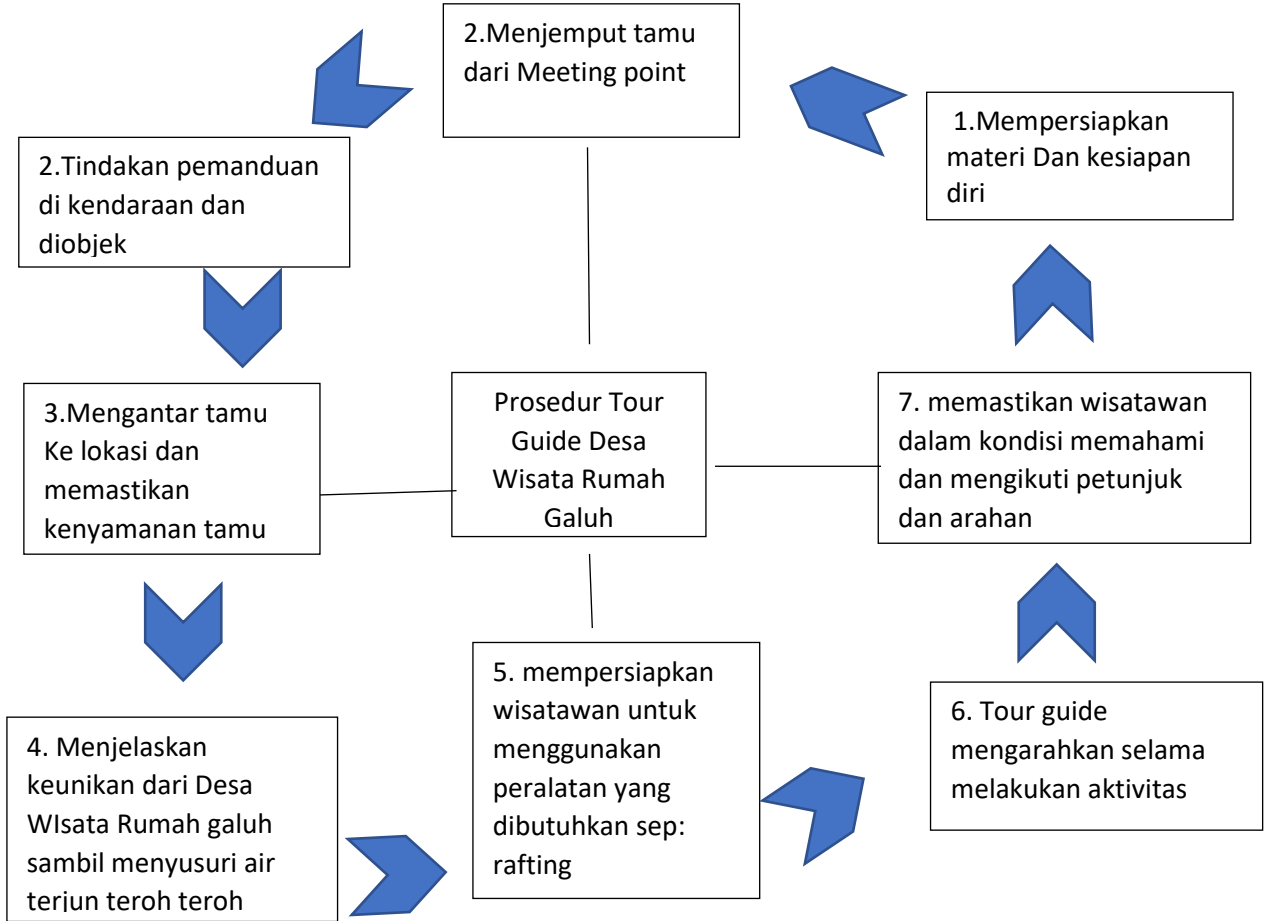 2.Menjemput tamu
dari Meeting point
1.Mempersiapkan
materi Dan kesiapan
diri
2.Tindakan pemanduan
di kendaraan dan
diobjek
3.Mengantar tamu
Ke lokasi dan
memastikan
kenyamanan tamu
Prosedur Tour
Guide Desa
Wisata Rumah
Galuh
7. memastikan wisatawan
dalam kondisi memahami
dan mengikuti petunjuk
dan arahan
4. Menjelaskan
keunikan dari Desa
WIsata Rumah galuh
sambil menyusuri air
terjun teroh teroh
5. mempersiapkan
wisatawan untuk
menggunakan
peralatan yang
dibutuhkan sep:
rafting
6. Tour guide
mengarahkan selama
melakukan aktivitas